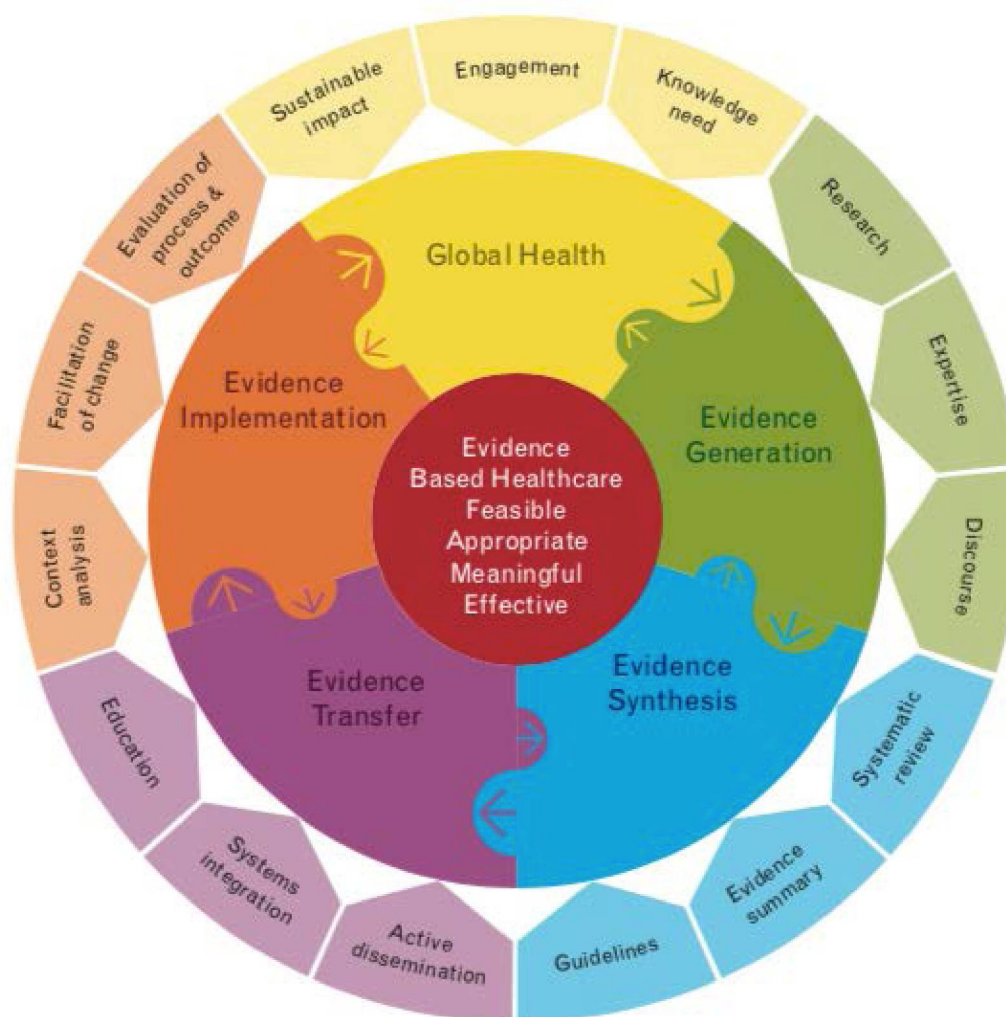 Sustainable
impact
Engagement
Knowledge
need
Research
Expertise
Discourse
Systematic
review
Evidence
summary
Guidelines
Active
dissemination
Systems
integration
Education
Context
analysis
Facilitation
of change
Evaluation of
process &
outcome
Global Health
Evidence
Generation
Evidence
Synthesis
Evidence
Transfer
Evidence
Implementation
Evidence
Based Healthcare
Feasible
Appropriate
Meaningful
Effective